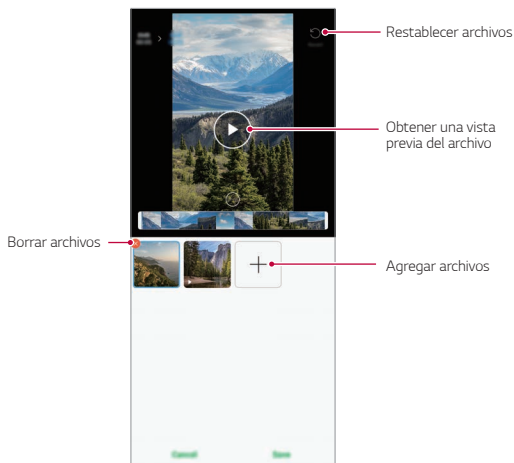 Restablecer archivos
Obtener una vista
previa del archivo
Borrar archivos
Agregar archivos
Cancel
Save